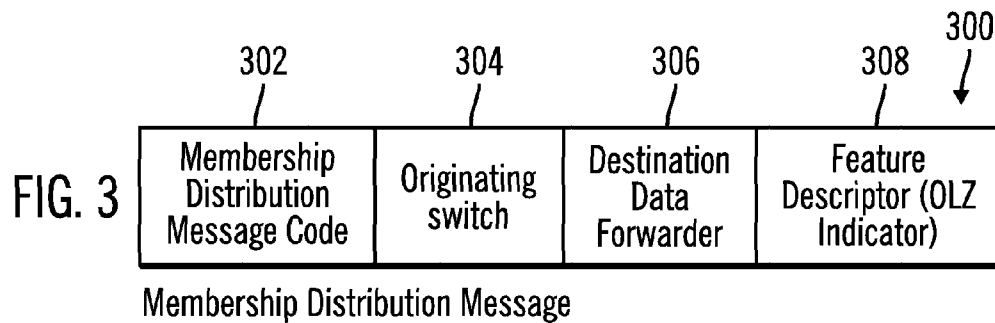 300
302
304
306
308
FIG. 3
Membership
Distribution
Message Code
Originating
switch
Destination
Data
Forwarder
Feature
Descriptor (OLZ
Indicator)
Membership Distribution Message